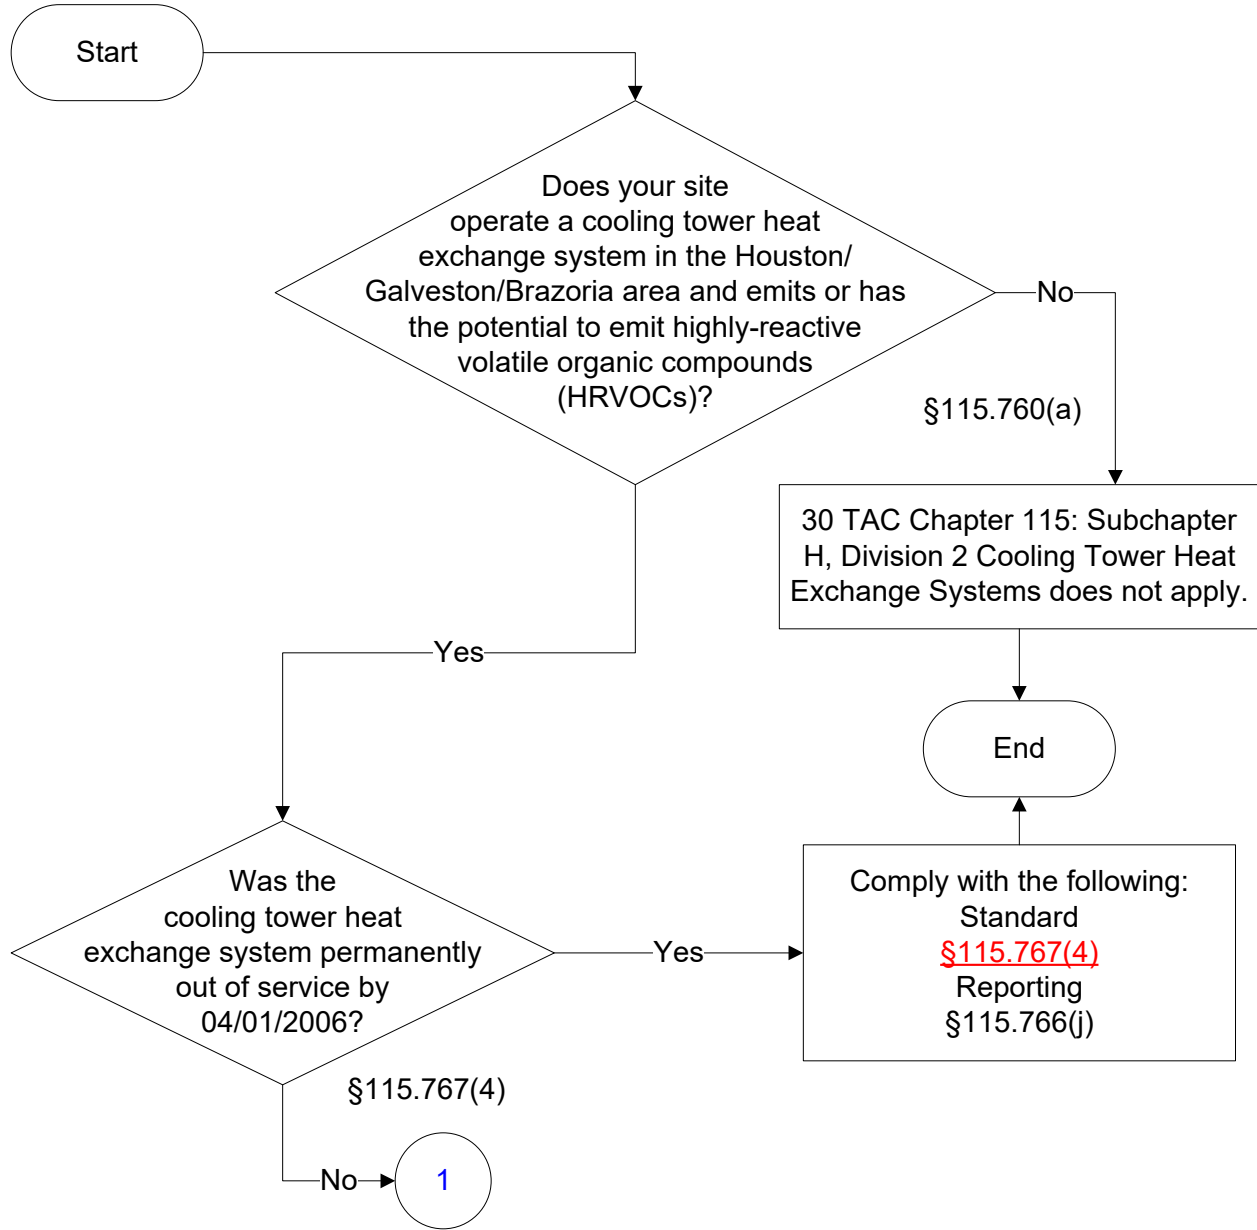 Start
Does your site
operate a cooling tower heat
exchange system in the Houston/
Galveston/Brazoria area and emits or has
the potential to emit highly-reactive
volatile organic compounds
(HRVOCs)?
No
§115.760(a)
30 TAC Chapter 115: Subchapter
H, Division 2 Cooling Tower Heat
Exchange Systems does not apply.
Yes
End
Was the
cooling tower heat
exchange system permanently
out of service by
04/01/2006?
Yes
Comply with the following:
Standard
§115.767(4)
Reporting
§115.766(j)
§115.767(4)
No
1